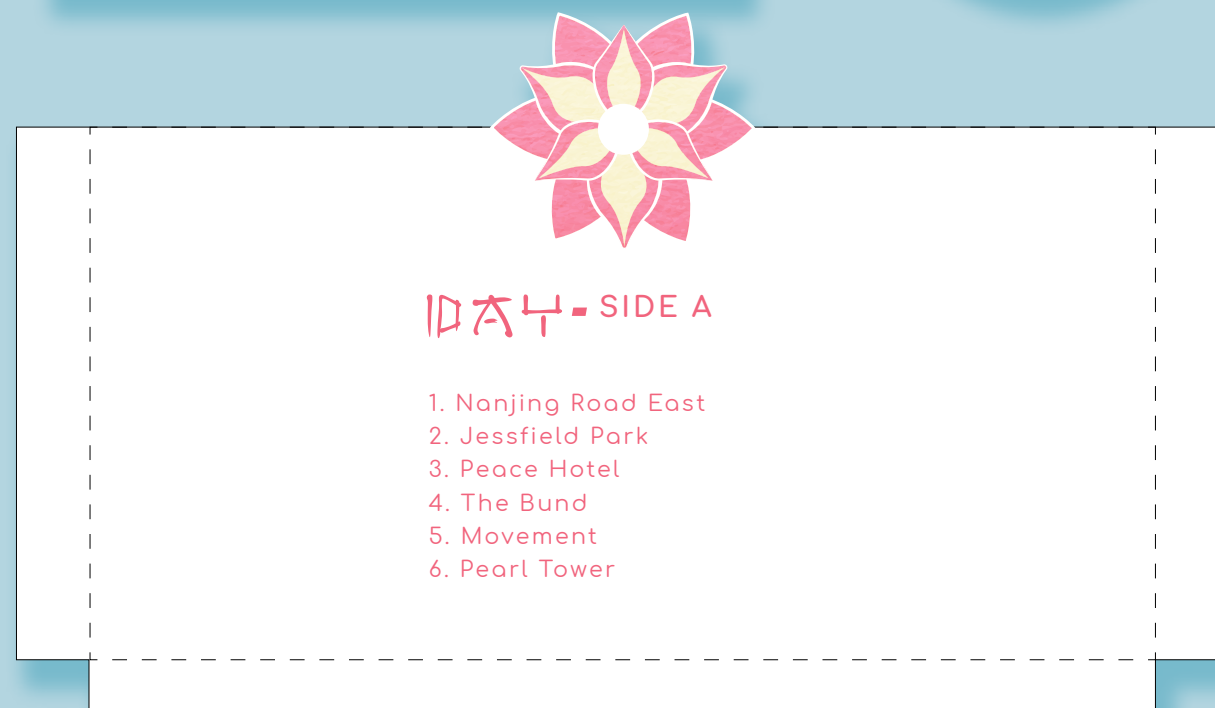 DAY- SIDE A
1. Nanjing Road East
2. Jessfield Park
3. Peace Hotel
4. The Bund
5. Movement
6. Pearl Tower